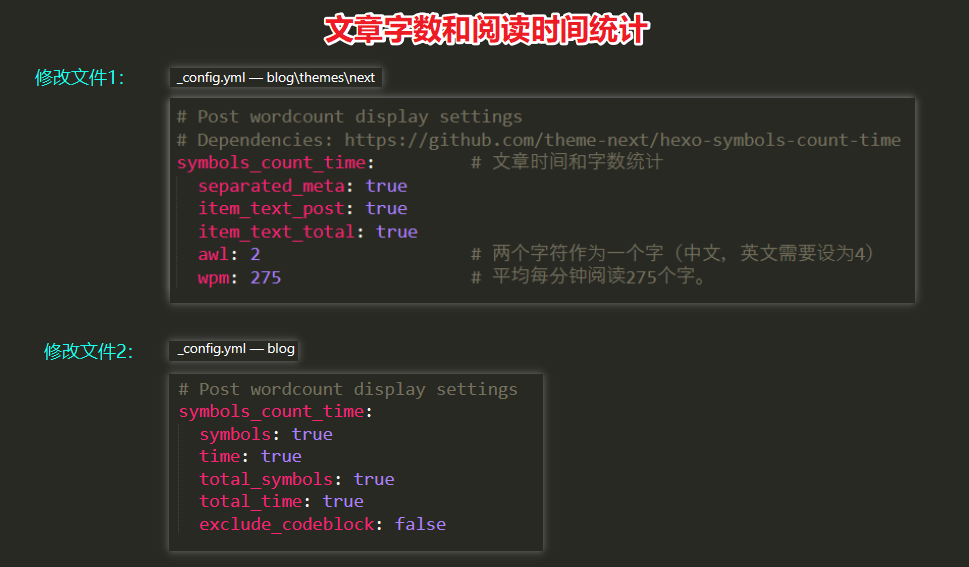 文章字数和阅读时间统计
修改文件1：
_config.yml — blog\themes\next
# Post wordcount display settings
# Dependencies: https://github.com/theme-next/hexo-symbols-count-time
symbols_count_time: # 文章时间和字数统计
separated_meta: true
item_text_post: true
item_text_total: true
awl: 2 # 两个字符作为一个字（中文，英文需要设为4）
wpm: 275 # 平均每分钟阅读275个字。
修改文件2：
_config.yml — blog
# Post wordcount display settings
symbols_count_time:
symbols: true
time: true
total_symbols: true
total_time: true
exclude_codeblock: false